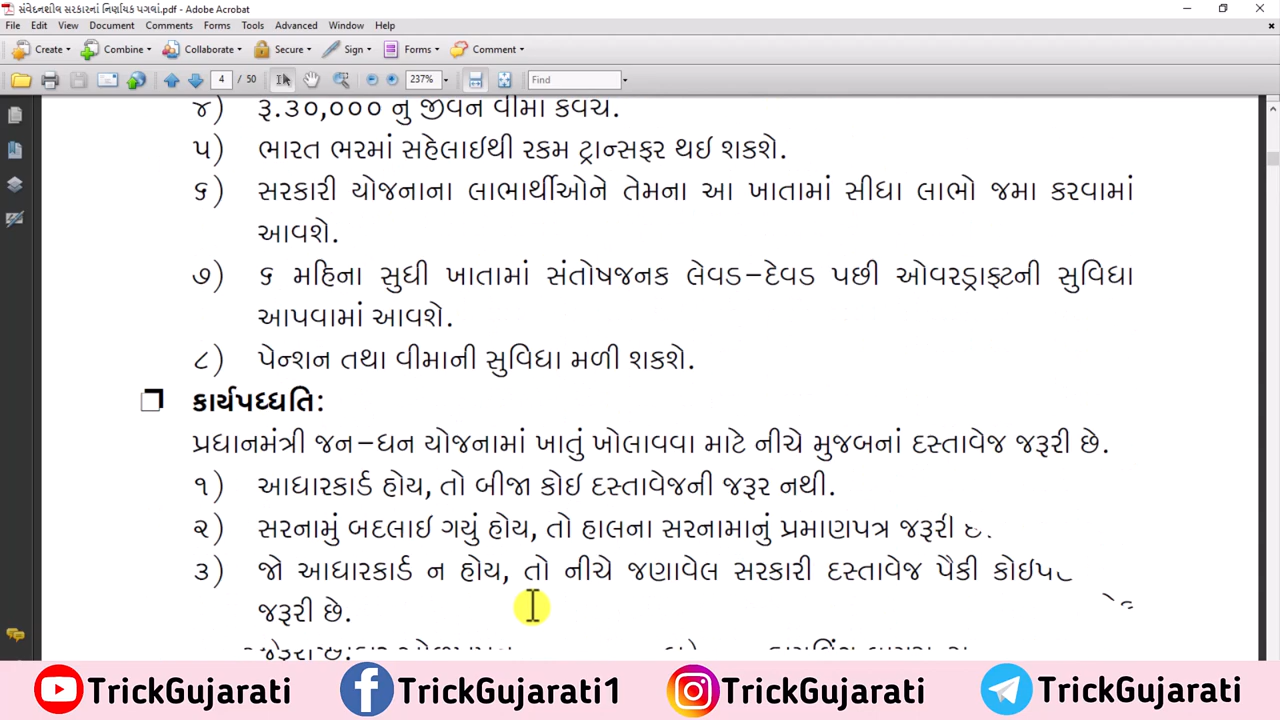 સંવેદનશીલ સરકારનાં નિર્ણાયક પગલાં.pdf - Adobe Acrobat
File Edit View Document Comments Forms Tools Advanced Window Help
Create Combine Collaborate Secure Sign Forms Comment
4 / 50 237% Find
૪) રૂ.૩૦,૦૦૦ નુ જીવન વીમા કવચ.
૫) ભારત ભરમાં સહેલાઇથી રકમ ટ્રાન્સફર થઇ શકશે.
૬) સરકારી યોજનાના લાભાર્થીઓને તેમના આ ખાતામાં સીધા લાભો જમા કરવામાં
આવશે.
૭) ૬ મહિના સુધી ખાતામાં સંતોષજનક લેવડ-દેવડ પછી ઓવરડ્રાફ્ટની સુવિધા
આપવામાં આવશે.
૮) પેન્શન તથા વીમાની સુવિધા મળી શકશે.
❒ કાર્યપધ્ધતિ:
પ્રધાનમંત્રી જન-ધન યોજનામાં ખાતું ખોલાવવા માટે નીચે મુજબનાં દસ્તાવેજ જરૂરી છે.
૧) આધારકાર્ડ હોય, તો બીજા કોઇ દસ્તાવેજની જરૂર નથી.
૨) સરનામું બદલાઇ ગયું હોય, તો હાલના સરનામાનું પ્રમાણપત્ર જરૂરી
૩) જો આધારકાર્ડ ન હોય, તો નીચે જણાવેલ સરકારી દસ્તાવેજ પૈકી
જરૂરી છે.
TrickGujarati TrickGujarati1 TrickGujarati TrickGujarati